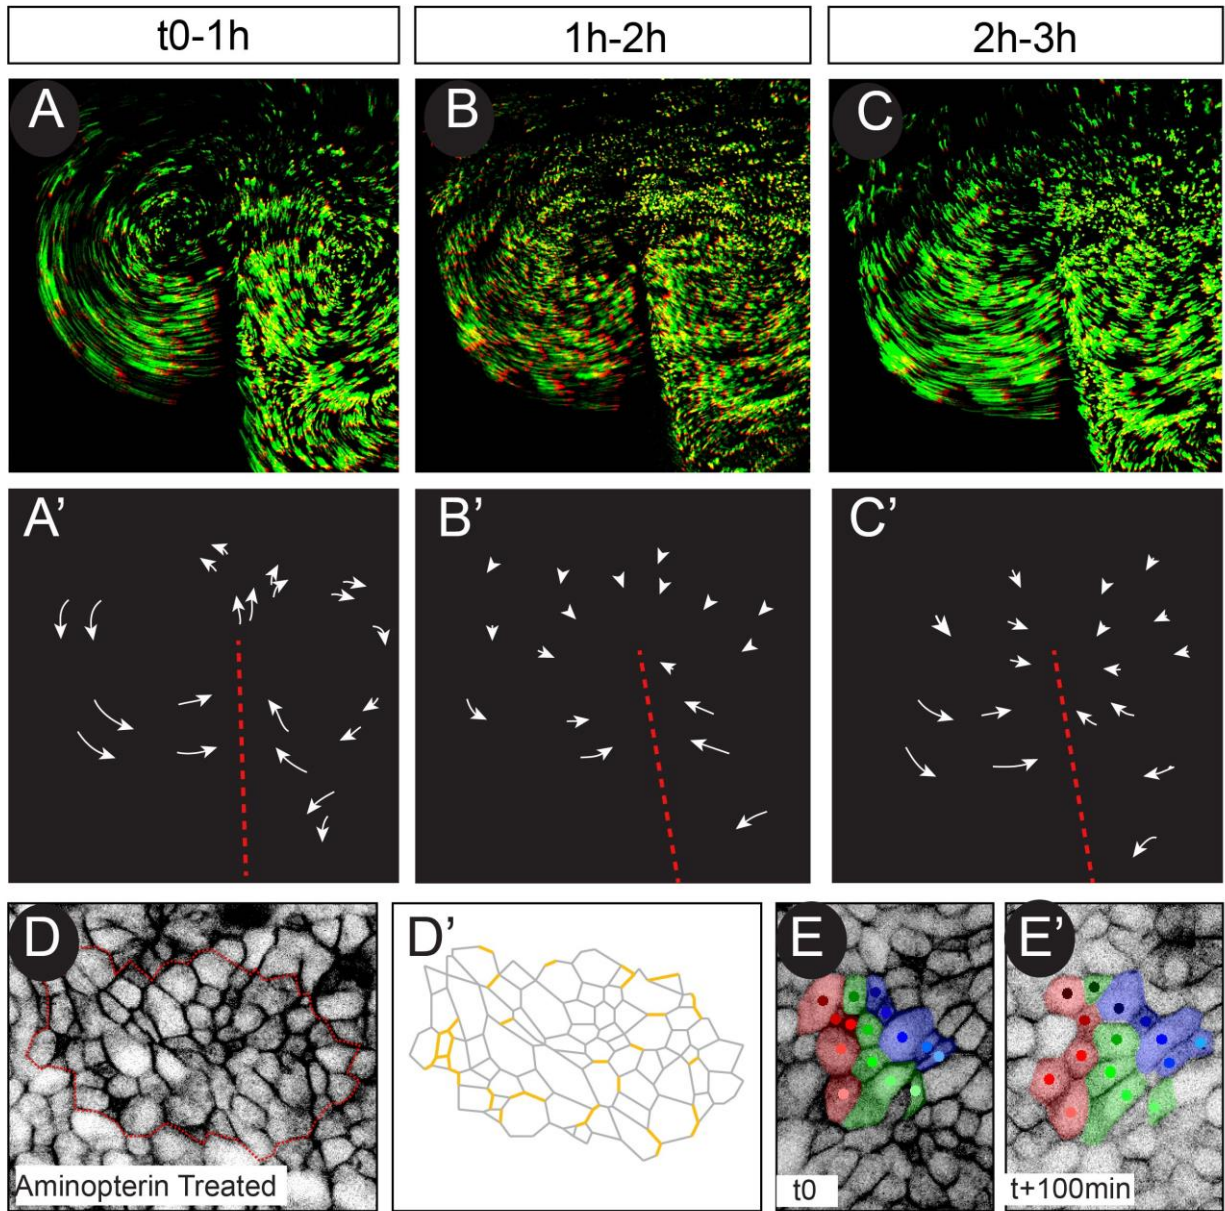 t0-1h
1h-2h
2h-3h
A
B
C
A'
B'
C'
D
Aminopterin Treated
D'
E
t0
E'
t+100min